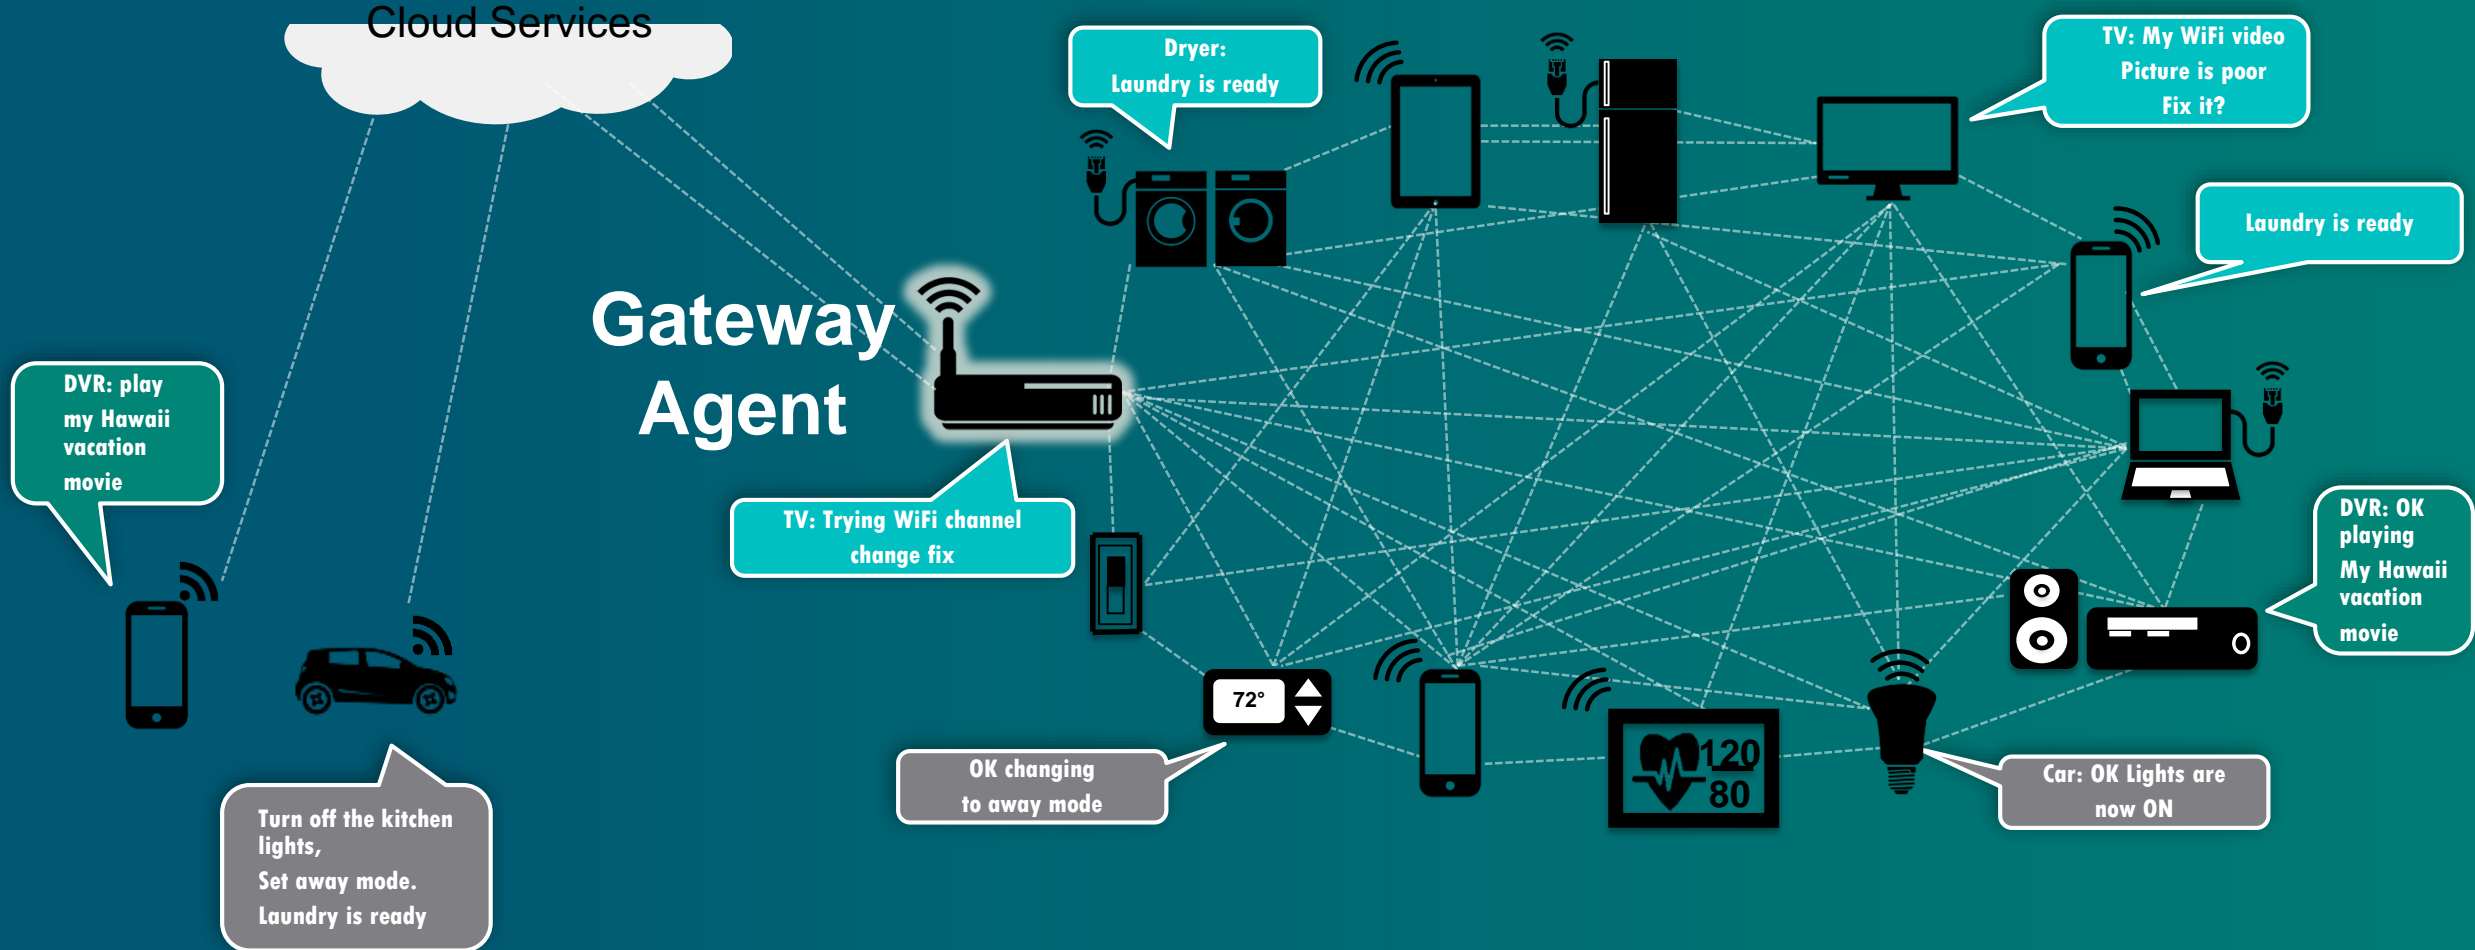 Cloud Services
Dryer:
Laundry is ready
TV: My WiFi video
Picture is poor
Fix it?
Laundry is ready
Gateway
Agent
DVR: play
my Hawaii
vacation
movie
TV: Trying WiFi channel
change fix
DVR: OK
playing
My Hawaii
vacation
movie
72°
120
80
OK changing
to away mode
Car: OK Lights are
now ON
Turn off the kitchen
lights,
Set away mode.
Laundry is ready